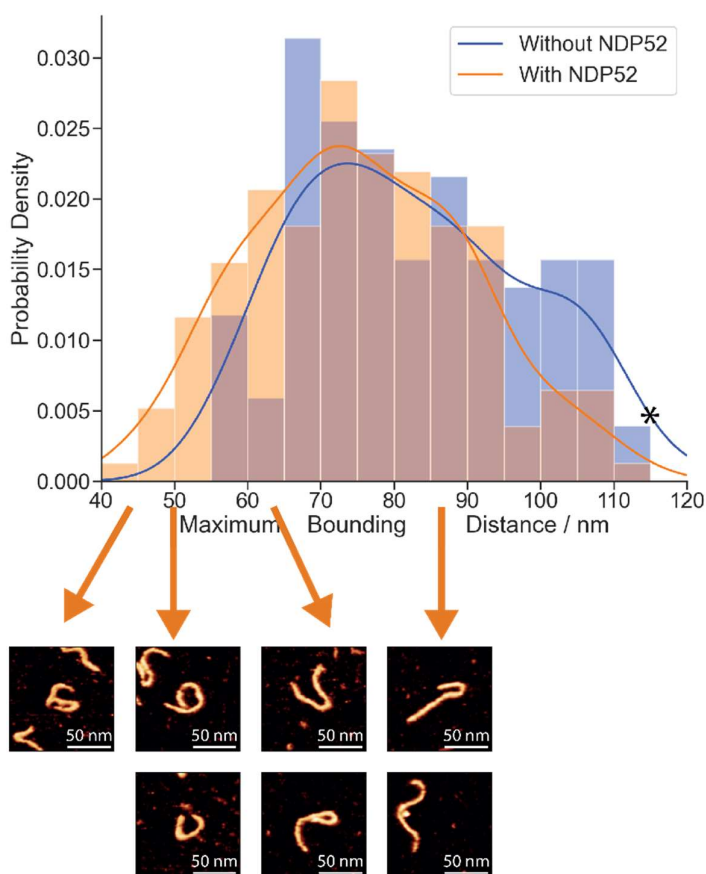 Without NDP52
With NDP52
Probability Density
0.030
0.025
0.020
0.015
0.010
0.005
0.000
*
40 50 60 70 80 90 100 110 120
Maximum Bounding Distance / nm
50 nm 50 nm 50 nm 50 nm
50 nm 50 nm 50 nm